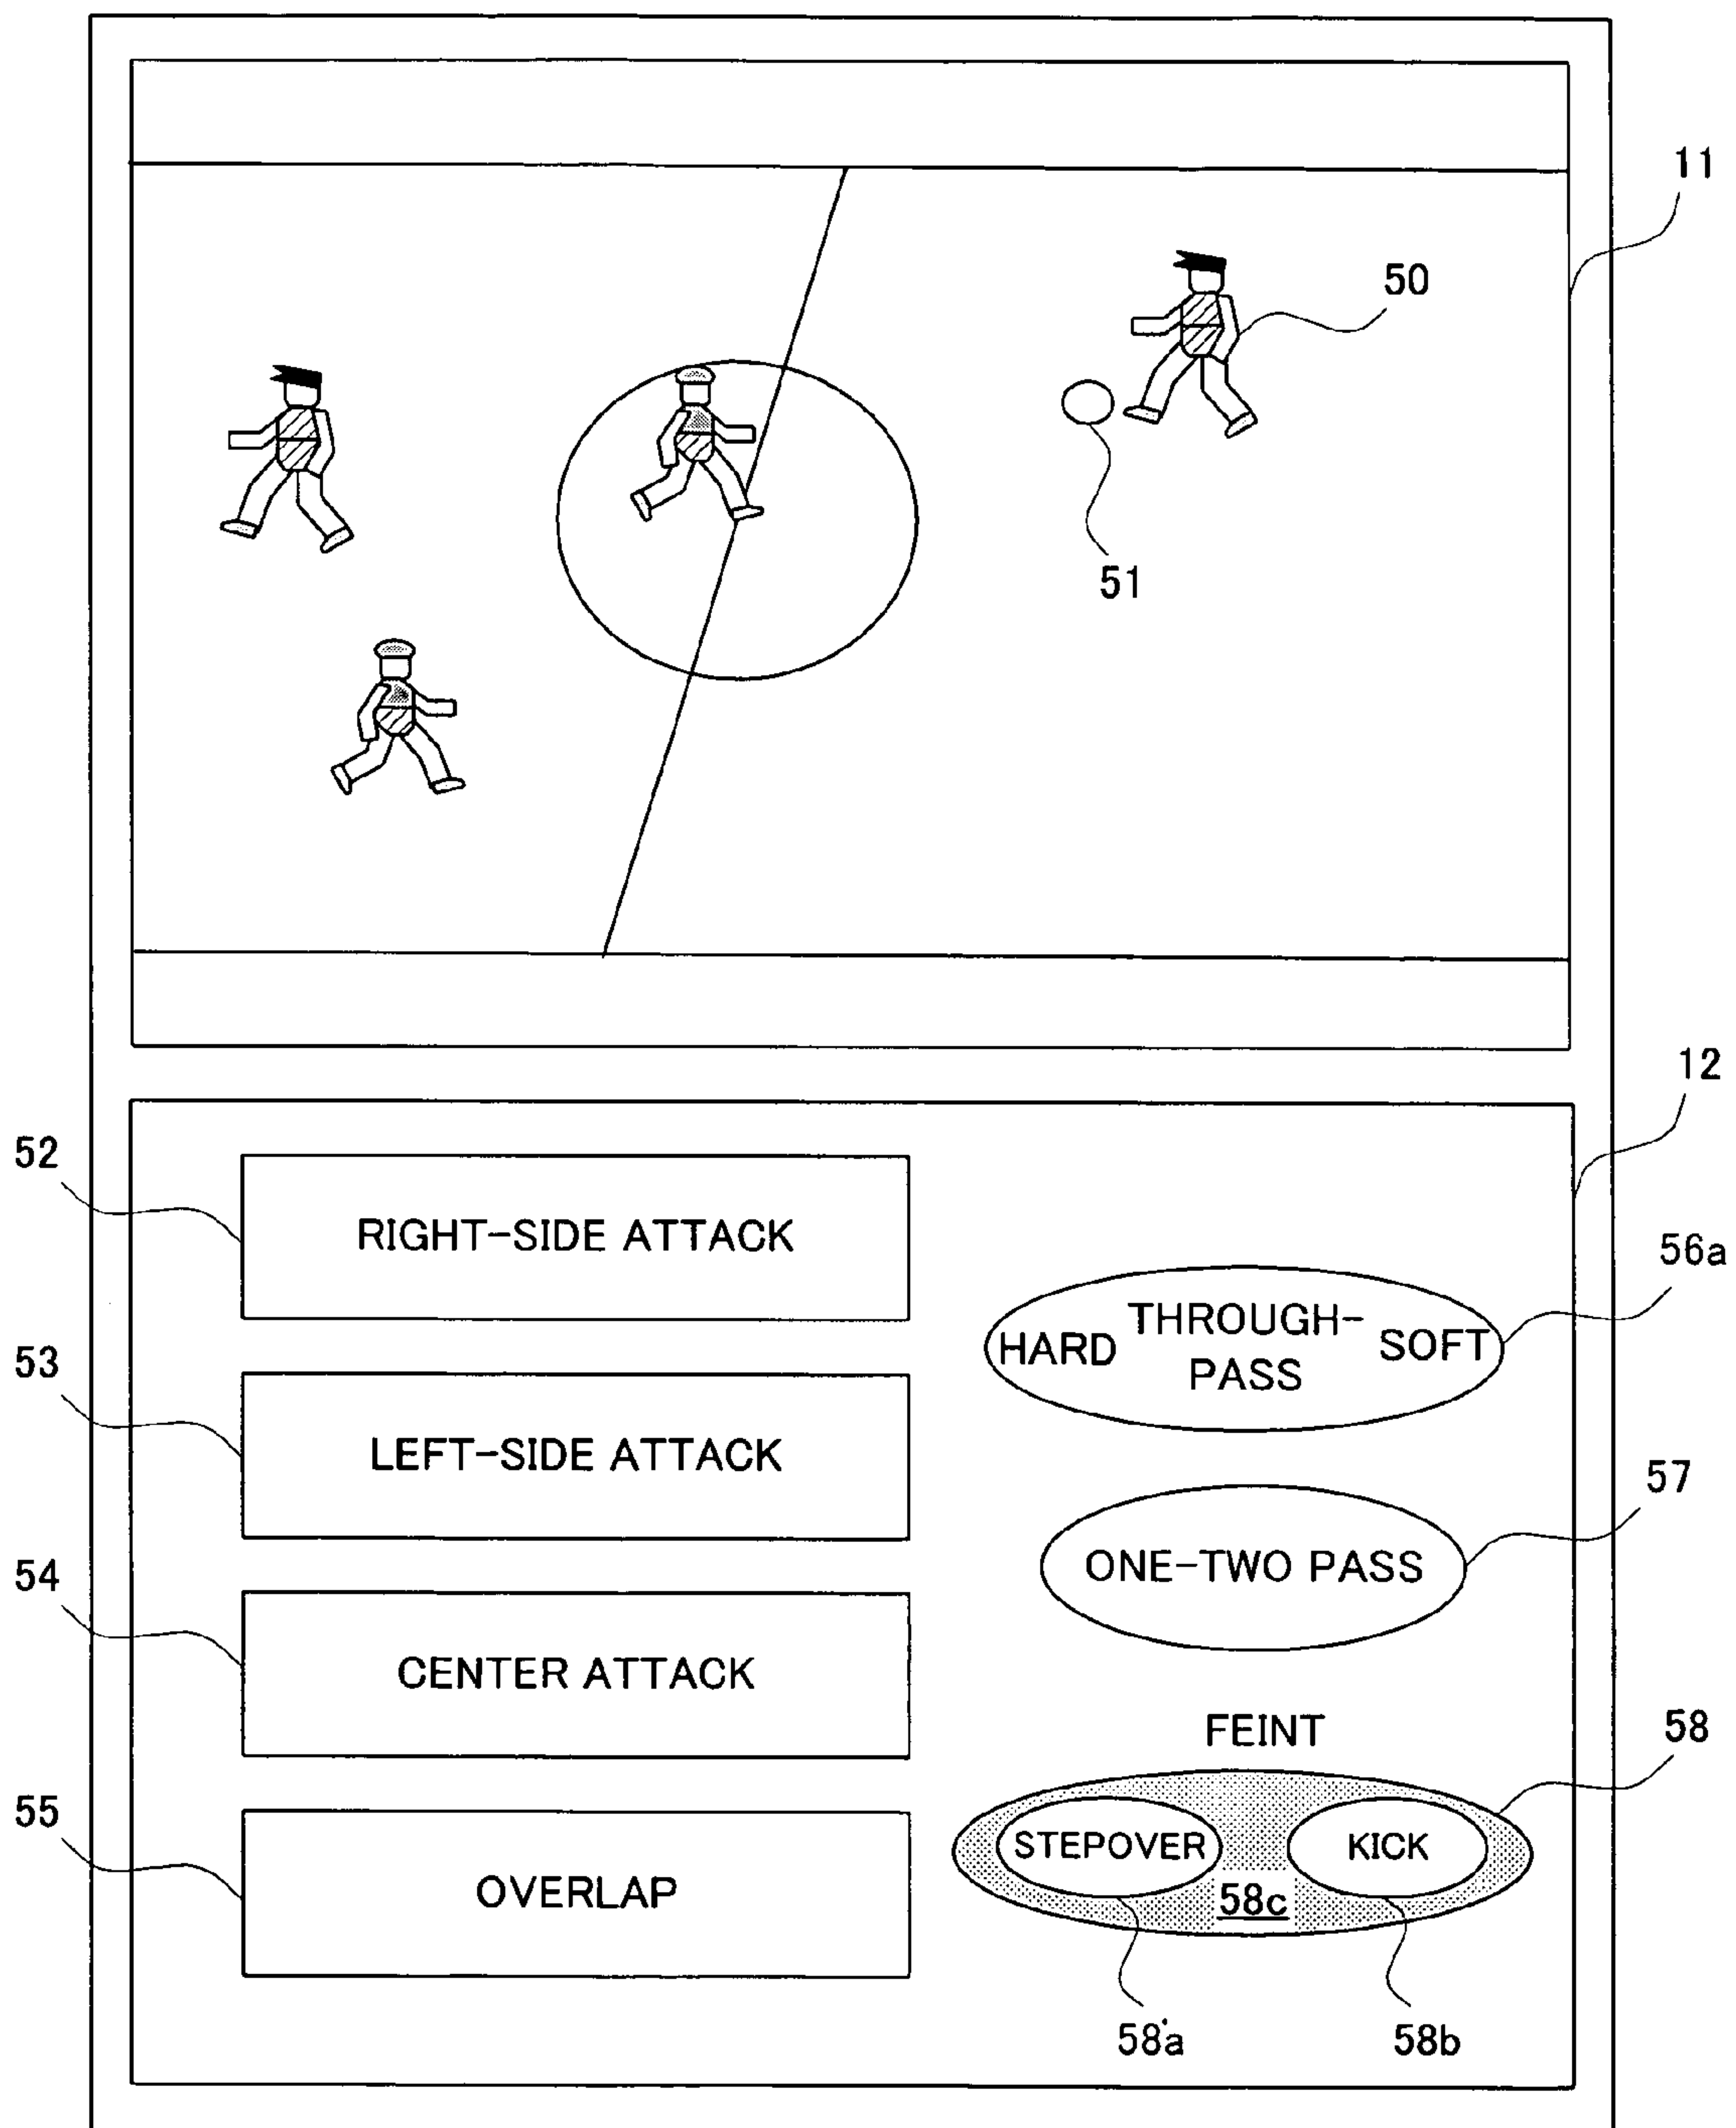 11
50
51
12
52
RIGHT-SIDE ATTACK
56a
HARD THROUGH-PASS SOFT
53
LEFT-SIDE ATTACK
57
ONE-TWO PASS
54
CENTER ATTACK
FEINT
58
55
OVERLAP
STEPOVER
KICK
58c
58a
58b